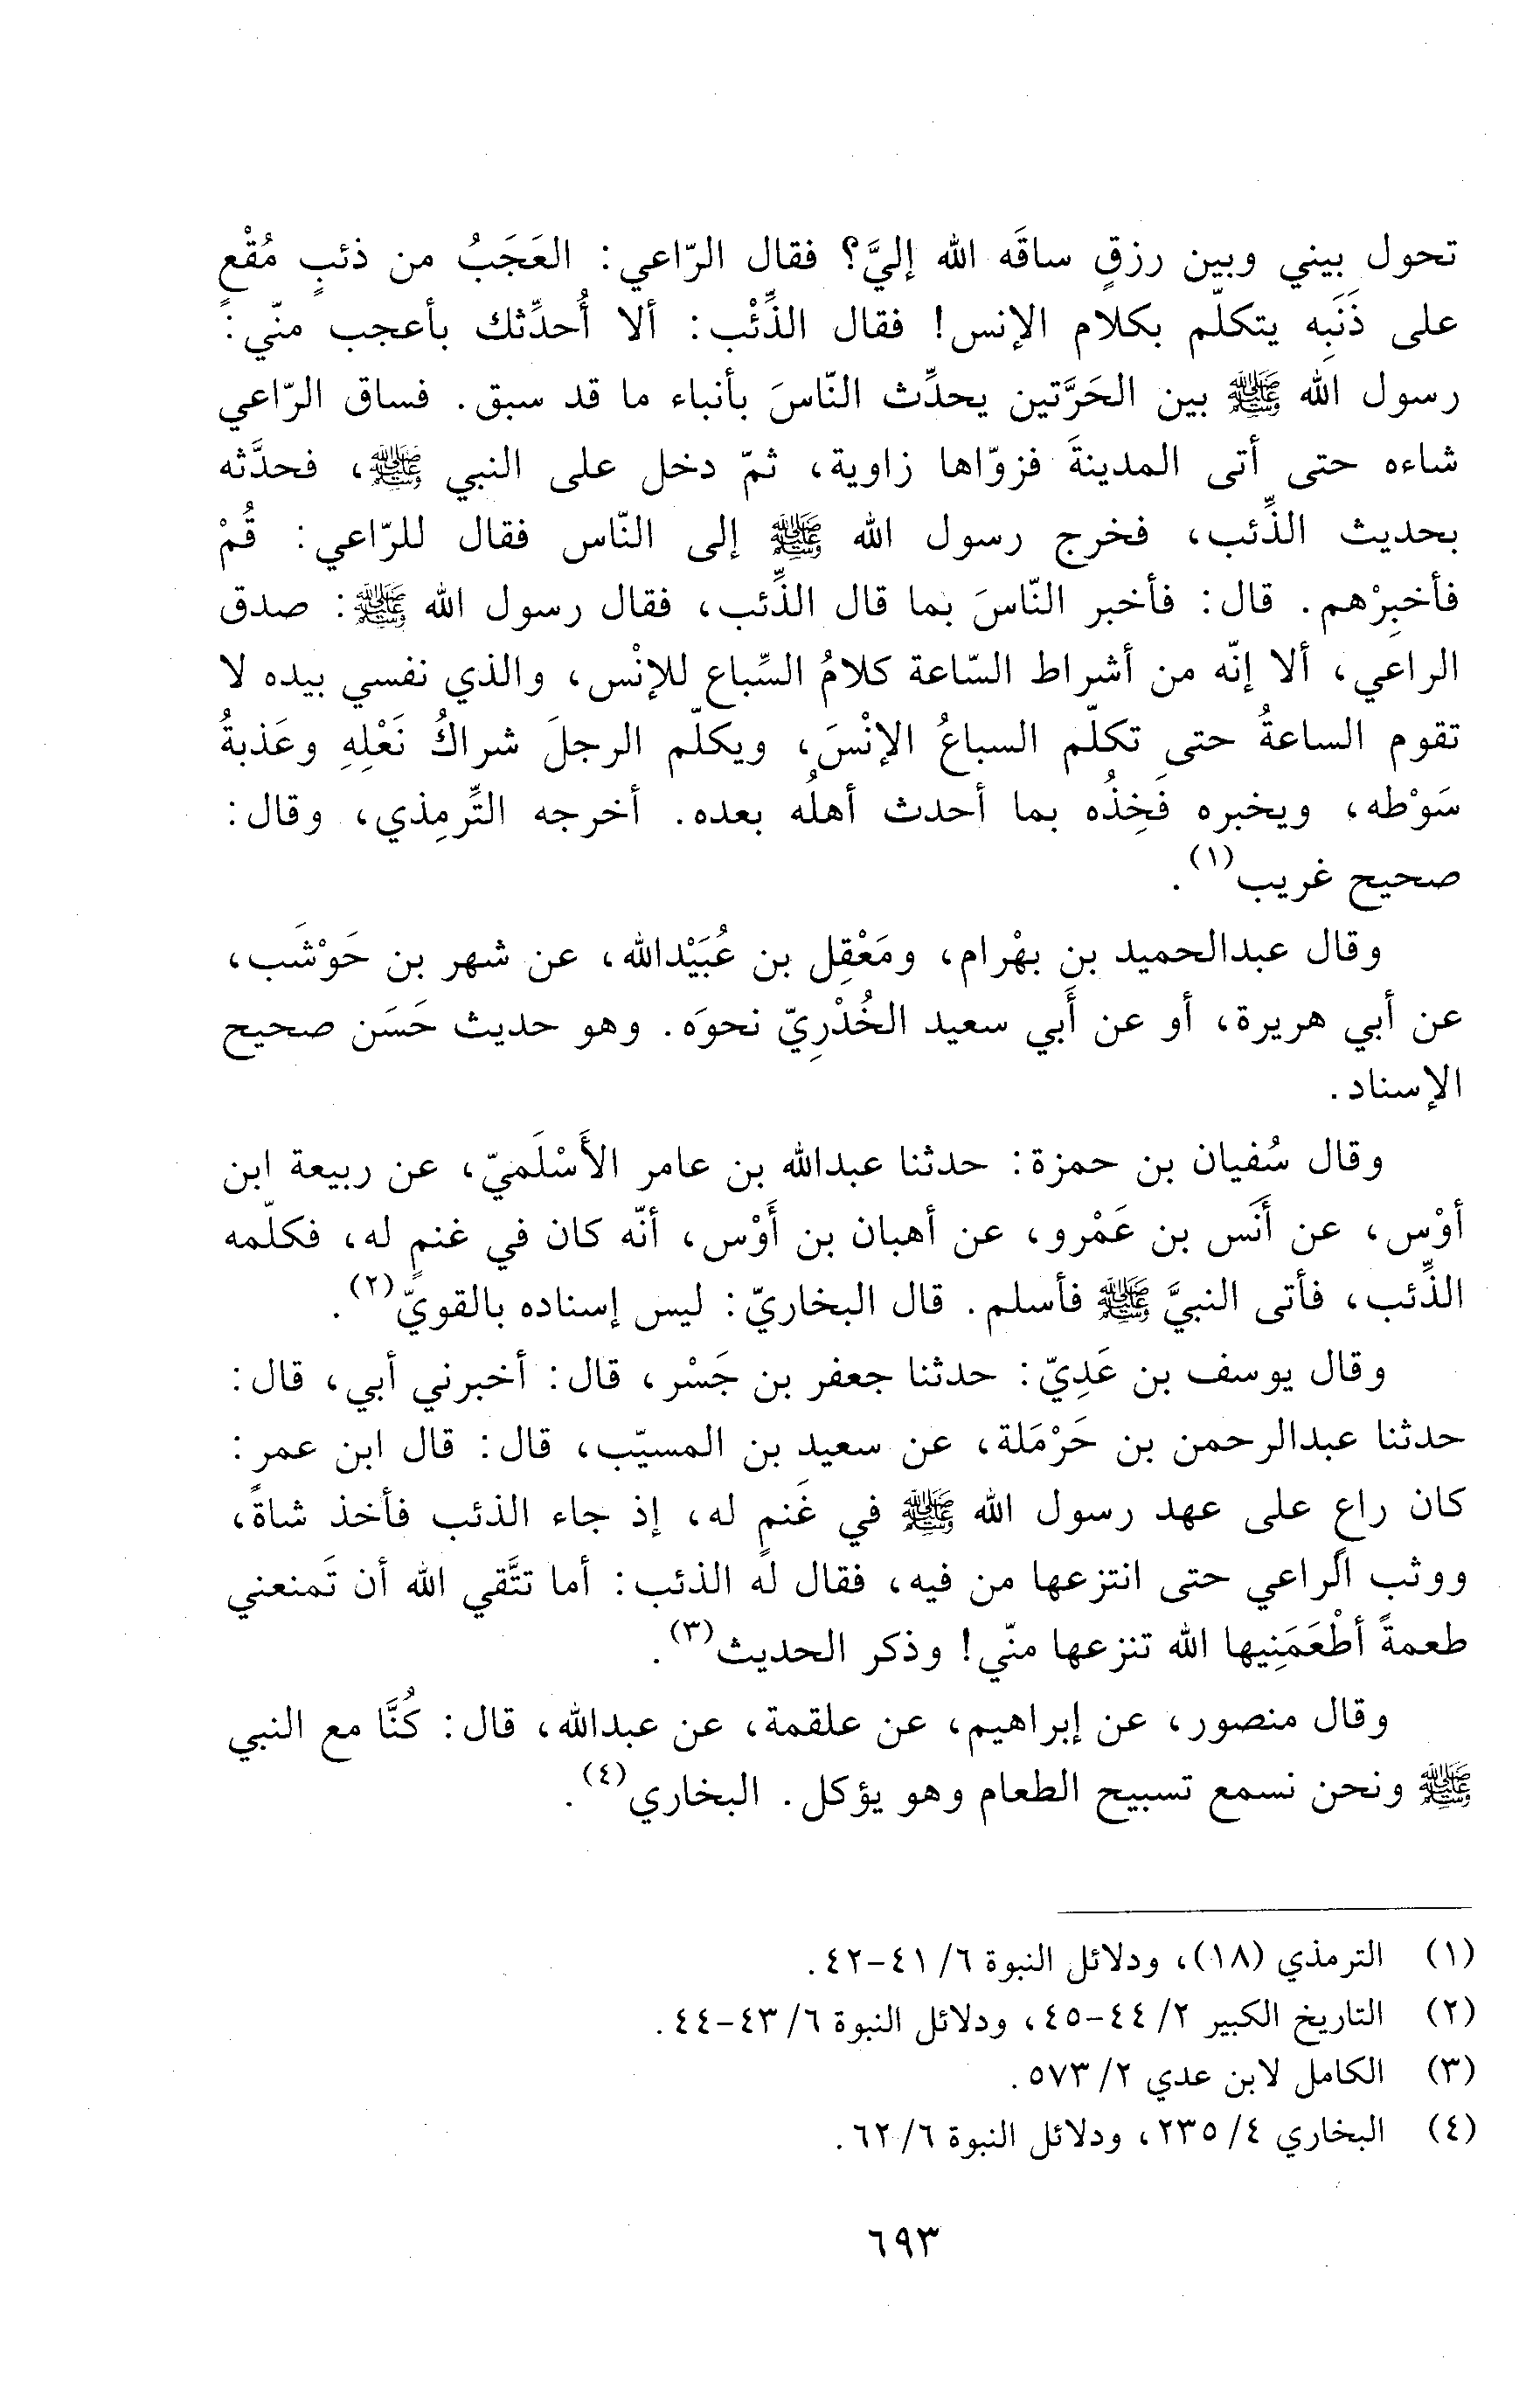 تحول بيني وبين رزقٍ ساقَه الله إليَّ؟ فقال الرّاعي: العَجَبُ من ذئبٍ مُقْعٍ
على ذَنَبِه يتكلّم بكلام الإنس! فقال الذِّئْب: ألا أُحدِّثك بأعجب منّي:
رسول الله ﷺ بين الحَرَّتين يحدِّث النّاسَ بأنباء ما قد سبق. فساق الرّاعي
شاءه حتى أتى المدينةَ فزوّاها زاوية، ثمّ دخل على النبي ﷺ، فحدَّثه
بحديث الذِّئب، فخرج رسول الله ﷺ إلى النّاس فقال للرّاعي: قُمْ
فأخبِرْهم. قال: فأخبر النّاسَ بما قال الذِّئب، فقال رسول الله ﷺ: صدق
الراعي، ألا إنّه من أشراط السّاعة كلامُ السِّباع للإنْس، والذي نفسي بيده لا
تقوم الساعةُ حتى تكلّم السباعُ الإنْسَ، ويكلّم الرجلَ شراكُ نَعْلِهِ وعَذبةُ
سَوْطه، ويخبره فَخِذُه بما أحدث أهلُه بعده. أخرجه التِّرمِذي، وقال:
صحيح غريب(١).
وقال عبدالحميد بن بهْرام، ومَعْقِل بن عُبَيْدالله، عن شهر بن حَوْشَب،
عن أبي هريرة، أو عن أَبي سعيد الخُدْرِيّ نحوَه. وهو حديث حَسَن صحيح
الإسناد.
وقال سُفيان بن حمزة: حدثنا عبدالله بن عامر الأَسْلَميّ، عن ربيعة ابن
أوْس، عن أَنَس بن عَمْرو، عن أهبان بن أَوْس، أنّه كان في غنمٍ له، فكلّمه
الذِّئب، فأتى النبيَّ ﷺ فأسلم. قال البخاريّ: ليس إسناده بالقويّ(٢).
وقال يوسف بن عَدِيّ: حدثنا جعفر بن جَسْر، قال: أخبرني أبي، قال:
حدثنا عبدالرحمن بن حَرْمَلة، عن سعيد بن المسيّب، قال: قال ابن عمر:
كان راعٍ على عهد رسول الله ﷺ في غَنمٍ له، إذ جاء الذئب فأخذ شاةً،
ووثب الراعي حتى انتزعها من فيه، فقال له الذئب: أما تتَّقي الله أن تَمنعني
طعمةً أطْعَمَنِيها الله تنزعها منّي! وذكر الحديث(٣).
وقال منصور، عن إبراهيم، عن علقمة، عن عبدالله، قال: كُنَّا مع النبي
ﷺ ونحن نسمع تسبيح الطعام وهو يؤكل. البخاري(٤).
(١) الترمذي (١٨)، ودلائل النبوة ٦/ ٤١-٤٢.
(٢) التاريخ الكبير ٢/ ٤٤-٤٥، ودلائل النبوة ٦/ ٤٣-٤٤.
(٣) الكامل لابن عدي ٢/ ٥٧٣.
(٤) البخاري ٤/ ٢٣٥، ودلائل النبوة ٦/ ٦٢.
٦٩٣